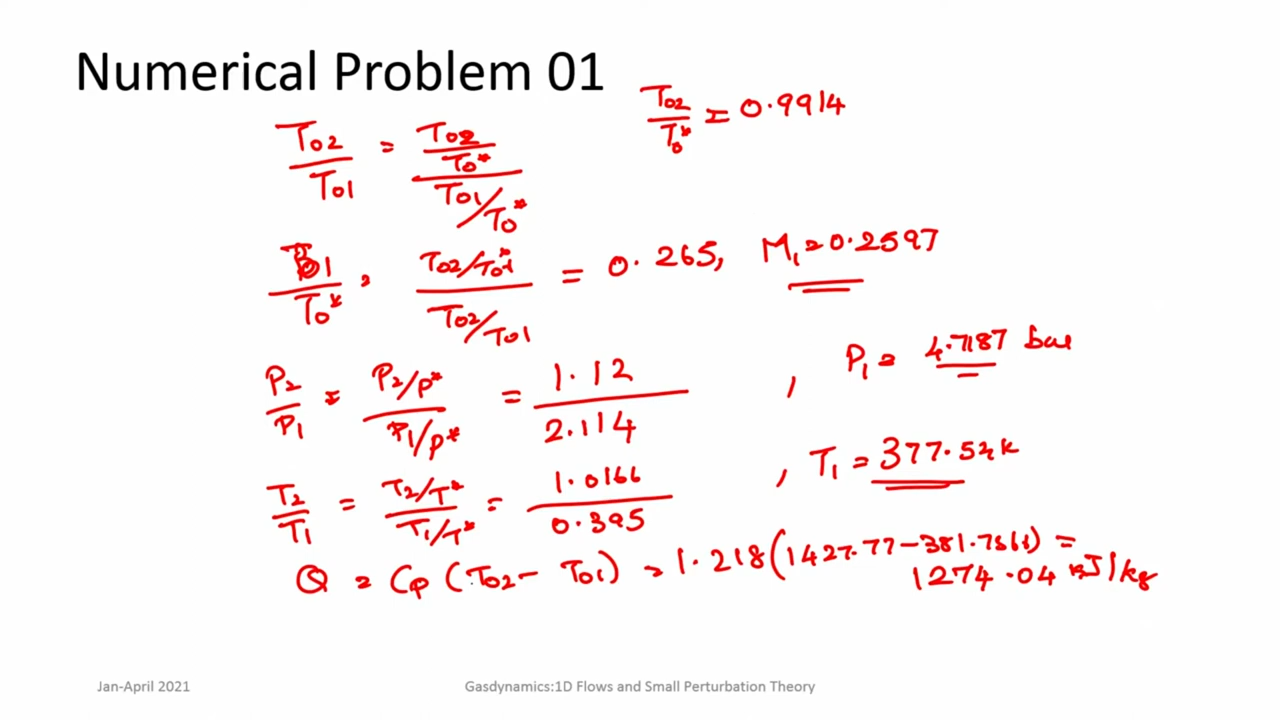 Numerical Problem 01
T02/T0* = 0.9914
T02/T01 = (T02/T0*)/(T01/T0*)
T01/T0* = (T02/T0*)/(T02/T01) = 0.265, M1 = 0.2597
P2/P1 = (P2/P*)/(P1/P*) = 1.12/2.114 , P1 = 4.7187 bar
T2/T1 = (T2/T*)/(T1/T*) = 1.0166/0.395 , T1 = 377.52K
Q = Cp (T02 - T01) = 1.218 (1427.77 - 381.7566) =
1274.04 kJ/kg
Jan-April 2021
Gasdynamics:1D Flows and Small Perturbation Theory